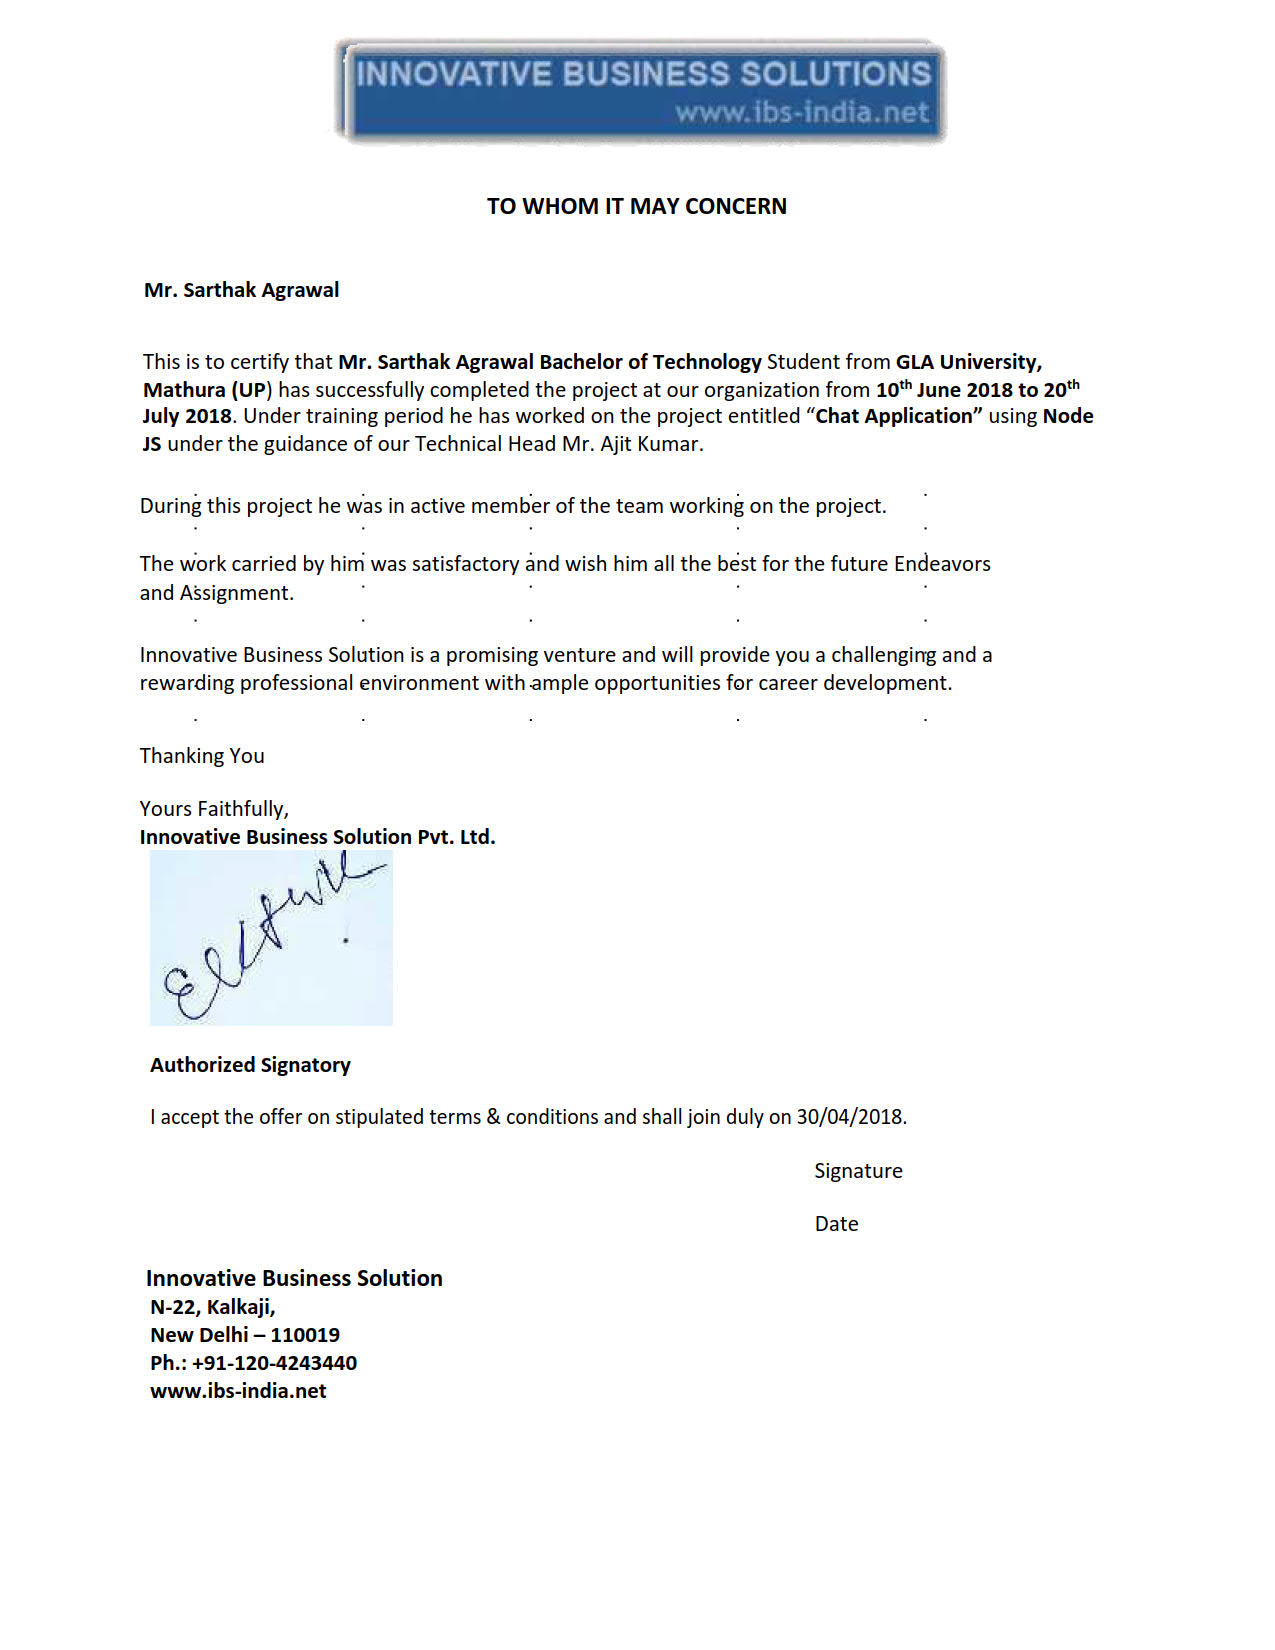 INNOVATIVE BUSINESS SOLUTIONS
www.ibs-india.net
TO WHOM IT MAY CONCERN
Mr. Sarthak Agrawal
This is to certify that Mr. Sarthak Agrawal Bachelor of Technology Student from GLA University,
Mathura (UP) has successfully completed the project at our organization from 10th June 2018 to 20th
July 2018. Under training period he has worked on the project entitled “Chat Application” using Node
JS under the guidance of our Technical Head Mr. Ajit Kumar.
During this project he was in active member of the team working on the project.
The work carried by him was satisfactory and wish him all the best for the future Endeavors
and Assignment.
Innovative Business Solution is a promising venture and will provide you a challenging and a
rewarding professional environment with ample opportunities for career development.
Thanking You
Yours Faithfully,
Innovative Business Solution Pvt. Ltd.
Authorized Signatory
I accept the offer on stipulated terms & conditions and shall join duly on 30/04/2018.
Signature
Date
Innovative Business Solution
N-22, Kalkaji,
New Delhi – 110019
Ph.: +91-120-4243440
www.ibs-india.net